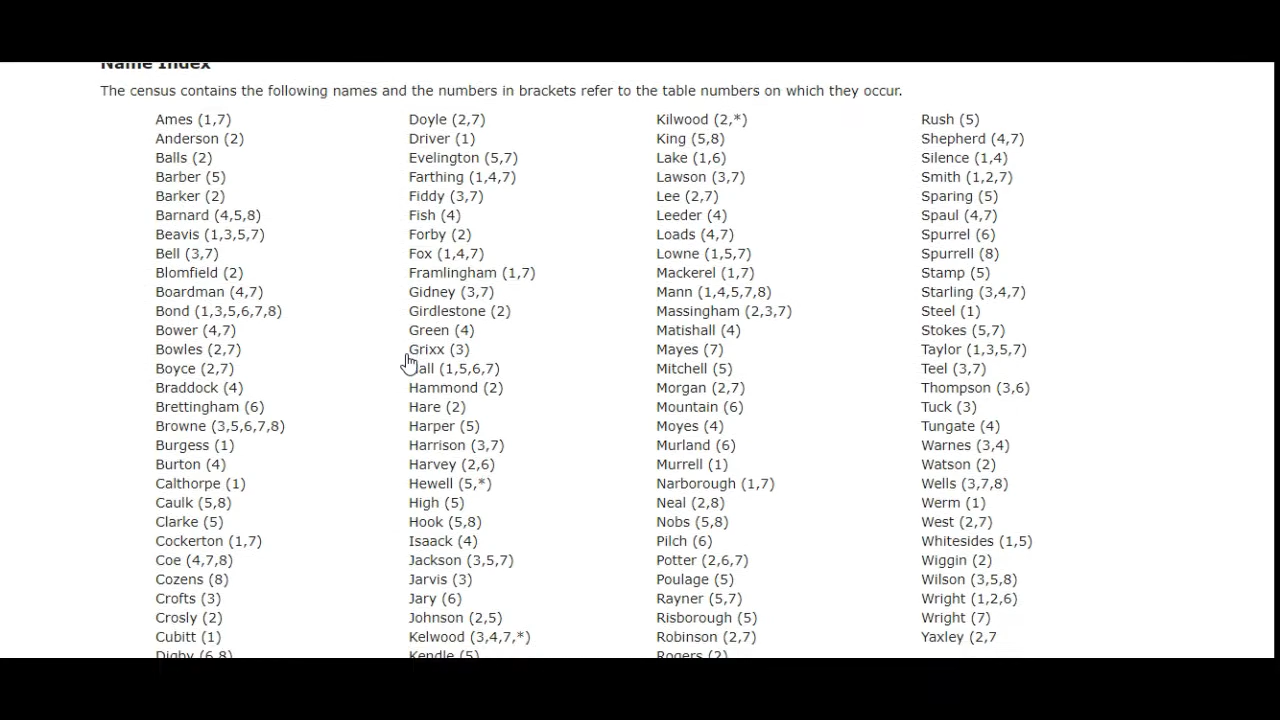 Name Index
The census contains the following names and the numbers in brackets refer to the table numbers on which they occur.
Ames (1,7)
Anderson (2)
Balls (2)
Barber (5)
Barker (2)
Barnard (4,5,8)
Beavis (1,3,5,7)
Bell (3,7)
Blomfield (2)
Boardman (4,7)
Bond (1,3,5,6,7,8)
Bower (4,7)
Bowles (2,7)
Boyce (2,7)
Braddock (4)
Brettingham (6)
Browne (3,5,6,7,8)
Burgess (1)
Burton (4)
Calthorpe (1)
Caulk (5,8)
Clarke (5)
Cockerton (1,7)
Coe (4,7,8)
Cozens (8)
Crofts (3)
Crosly (2)
Cubitt (1)
Digby (6,8)
Doyle (2,7)
Driver (1)
Evelington (5,7)
Farthing (1,4,7)
Fiddy (3,7)
Fish (4)
Forby (2)
Fox (1,4,7)
Framlingham (1,7)
Gidney (3,7)
Girdlestone (2)
Green (4)
Grixx (3)
Hall (1,5,6,7)
Hammond (2)
Hare (2)
Harper (5)
Harrison (3,7)
Harvey (2,6)
Hewell (5,*)
High (5)
Hook (5,8)
Isaack (4)
Jackson (3,5,7)
Jarvis (3)
Jary (6)
Johnson (2,5)
Kelwood (3,4,7,*)
Kendle (5)
Kilwood (2,*)
King (5,8)
Lake (1,6)
Lawson (3,7)
Lee (2,7)
Leeder (4)
Loads (4,7)
Lowne (1,5,7)
Mackerel (1,7)
Mann (1,4,5,7,8)
Massingham (2,3,7)
Matishall (4)
Mayes (7)
Mitchell (5)
Morgan (2,7)
Mountain (6)
Moyes (4)
Murland (6)
Murrell (1)
Narborough (1,7)
Neal (2,8)
Nobs (5,8)
Pilch (6)
Potter (2,6,7)
Poulage (5)
Rayner (5,7)
Risborough (5)
Robinson (2,7)
Rogers (2)
Rush (5)
Shepherd (4,7)
Silence (1,4)
Smith (1,2,7)
Sparing (5)
Spaul (4,7)
Spurrel (6)
Spurrell (8)
Stamp (5)
Starling (3,4,7)
Steel (1)
Stokes (5,7)
Taylor (1,3,5,7)
Teel (3,7)
Thompson (3,6)
Tuck (3)
Tungate (4)
Warnes (3,4)
Watson (2)
Wells (3,7,8)
Werm (1)
West (2,7)
Whitesides (1,5)
Wiggin (2)
Wilson (3,5,8)
Wright (1,2,6)
Wright (7)
Yaxley (2,7